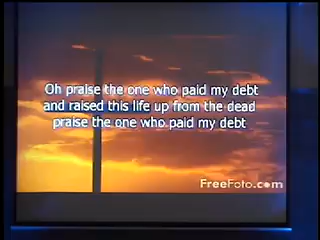 Oh praise the one who paid my debt
and raised this life up from the dead
praise the one who paid my debt
FreeFoto.com